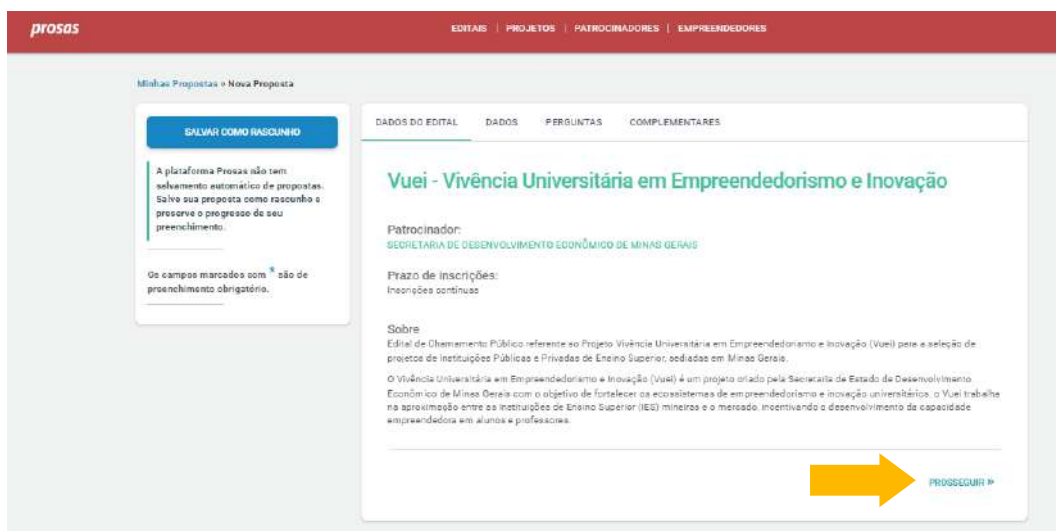 prosas
EDITAIS | PROJETOS | PATROCINADORES | EMPREENDEDORES
Minhas Propostas » Nova Proposta
SALVAR COMO RASCUNHO
A plataforma Prosas não tem
salvamento automático de propostas.
Salve sua proposta como rascunho e
preserve o progresso de seu
preenchimento.
Os campos marcados com * são de
preenchimento obrigatório.
DADOS DO EDITAL DADOS PERGUNTAS COMPLEMENTARES
Vuei - Vivência Universitária em Empreendedorismo e Inovação
Patrocinador:
SECRETARIA DE DESENVOLVIMENTO ECONÔMICO DE MINAS GERAIS
Prazo de inscrições:
Inscrições contínuas
Sobre
Edital de Chamamento Público referente ao Projeto Vivência Universitária em Empreendedorismo e Inovação (Vuei) para a seleção de
projetos de Instituições Públicas e Privadas de Ensino Superior, sediadas em Minas Gerais.
O Vivência Universitária em Empreendedorismo e Inovação (Vuei) é um projeto criado pela Secretaria de Estado de Desenvolvimento
Econômico de Minas Gerais com o objetivo de fortalecer os ecossistemas de empreendedorismo e inovação universitários. o Vuei trabalha
na aproximação entre as Instituições de Ensino Superior (IES) mineiras e o mercado, incentivando o desenvolvimento da capacidade
empreendedora em alunos e professores.
PROSSEGUIR »